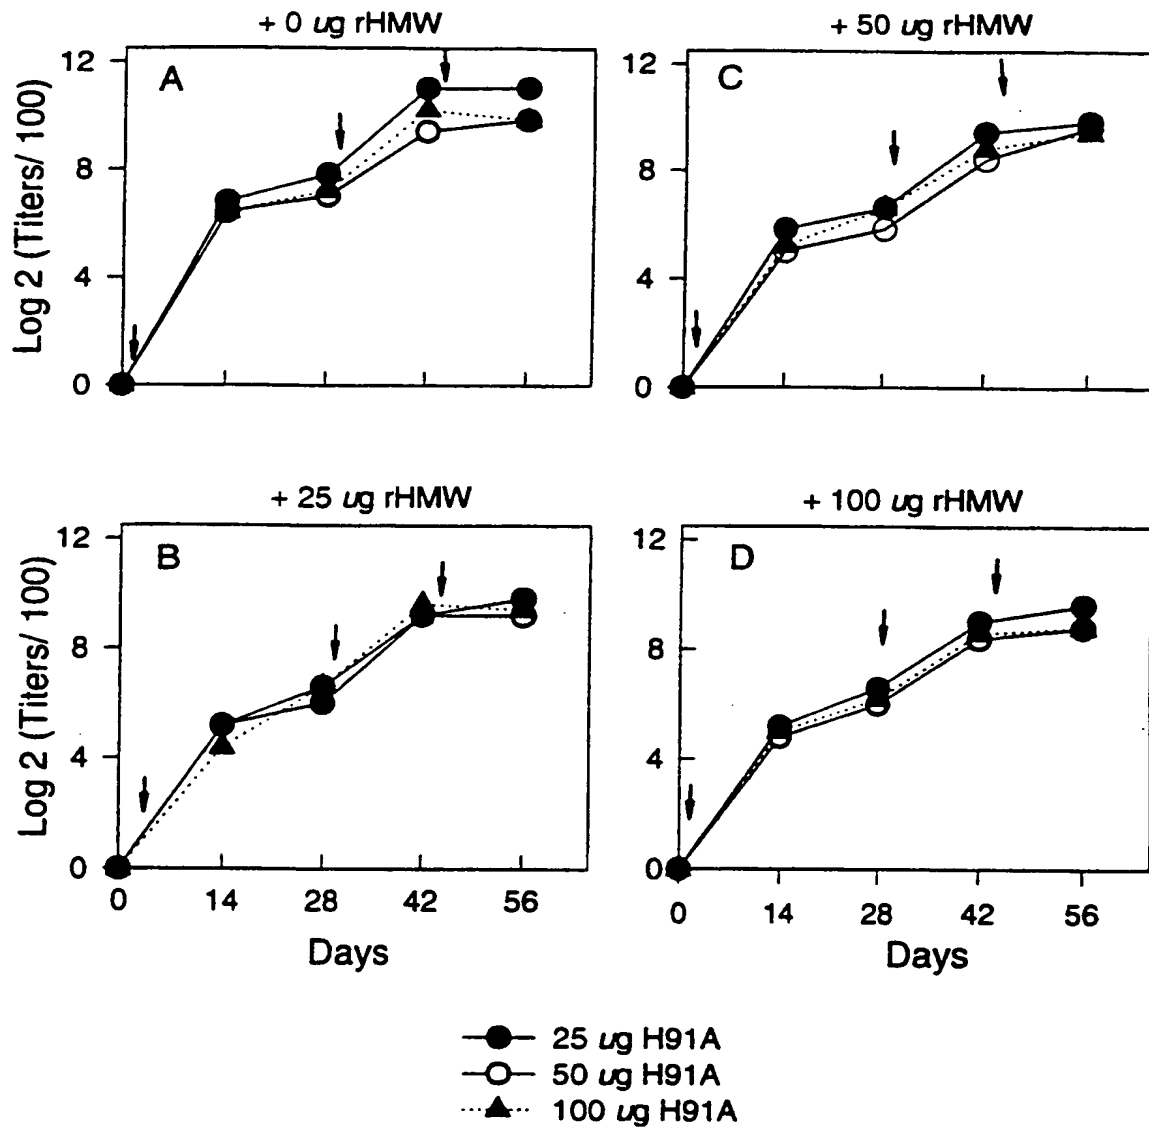 + 0 ug rHMW
A
12
8
4
0
Log 2 (Titers/ 100)
+ 50 ug rHMW
C
12
8
4
0
+ 25 ug rHMW
B
12
8
4
0
Log 2 (Titers/ 100)
0 14 28 42 56
Days
+ 100 ug rHMW
D
12
8
4
0
0 14 28 42 56
Days
25 ug H91A
50 ug H91A
100 ug H91A